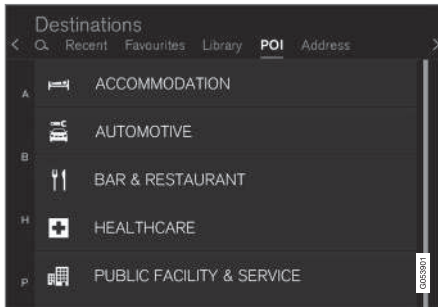 Destinations
Recent Favourites Library POI Address
A
ACCOMMODATION
AUTOMOTIVE
B
BAR & RESTAURANT
H
HEALTHCARE
P
PUBLIC FACILITY & SERVICE
G053901